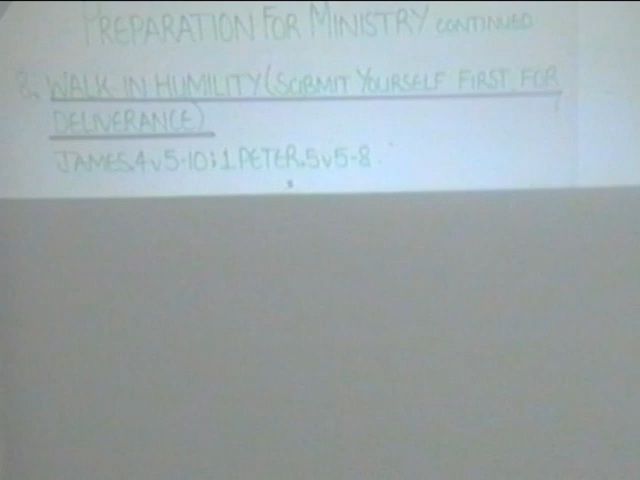 PREPARATION FOR MINISTRY CONTINUED
8. WALK IN HUMILITY (SUBMIT YOURSELF FIRST FOR
DELIVERANCE)
JAMES.4v5-10; 1 PETER.5v5-8.